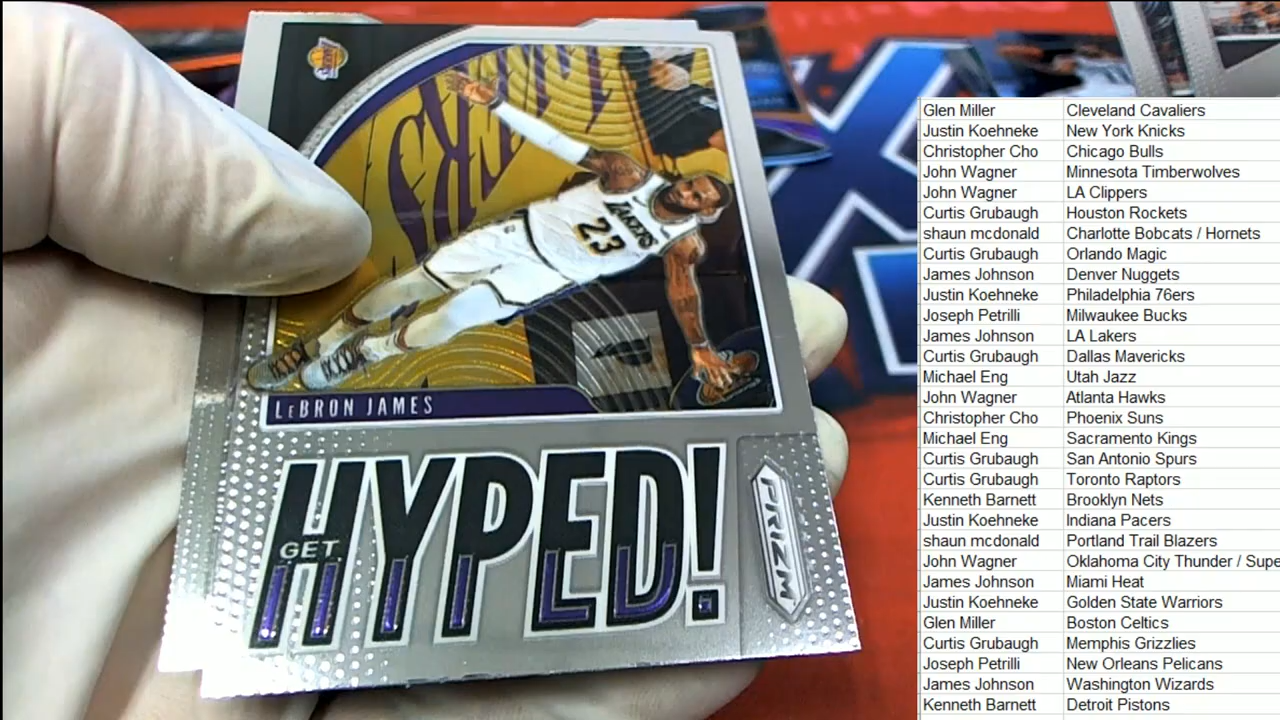 LAKERS
23
LEBRON JAMES
GET
HYPED!
PRIZM
Glen Miller Cleveland Cavaliers
Justin Koehneke New York Knicks
Christopher Cho Chicago Bulls
John Wagner Minnesota Timberwolves
John Wagner LA Clippers
Curtis Grubaugh Houston Rockets
shaun mcdonald Charlotte Bobcats / Hornets
Curtis Grubaugh Orlando Magic
James Johnson Denver Nuggets
Justin Koehneke Philadelphia 76ers
Joseph Petrilli Milwaukee Bucks
James Johnson LA Lakers
Curtis Grubaugh Dallas Mavericks
Michael Eng Utah Jazz
John Wagner Atlanta Hawks
Christopher Cho Phoenix Suns
Michael Eng Sacramento Kings
Curtis Grubaugh San Antonio Spurs
Curtis Grubaugh Toronto Raptors
Kenneth Barnett Brooklyn Nets
Justin Koehneke Indiana Pacers
shaun mcdonald Portland Trail Blazers
John Wagner Oklahoma City Thunder / Supe
James Johnson Miami Heat
Justin Koehneke Golden State Warriors
Glen Miller Boston Celtics
Curtis Grubaugh Memphis Grizzlies
Joseph Petrilli New Orleans Pelicans
James Johnson Washington Wizards
Kenneth Barnett Detroit Pistons